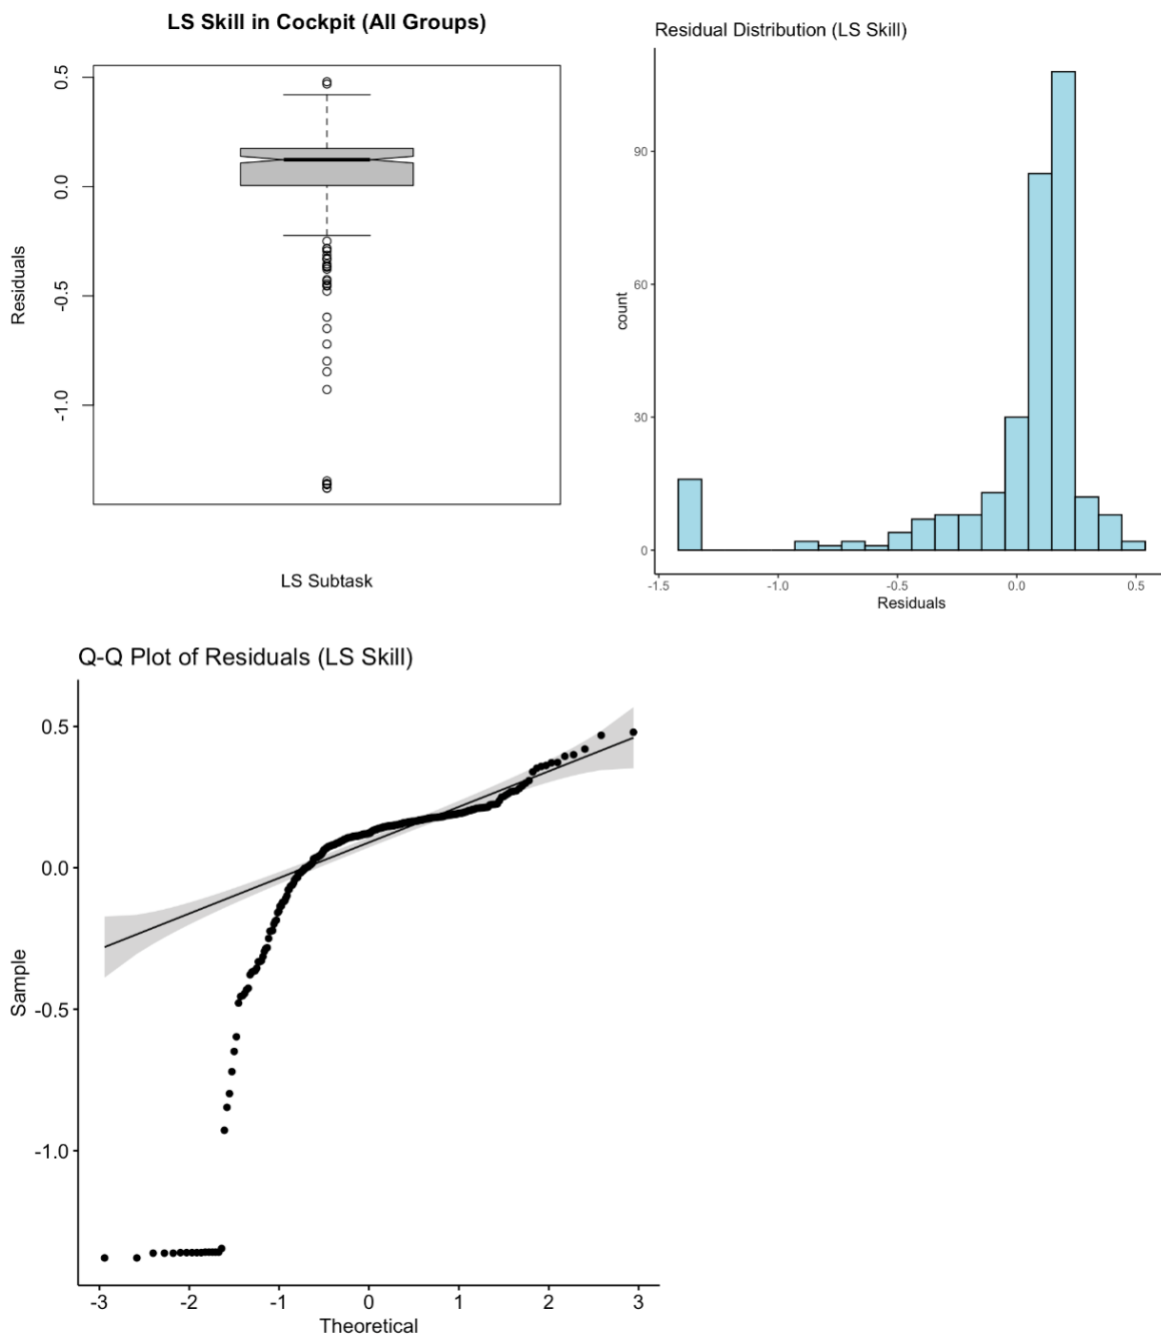 LS Skill in Cockpit (All Groups)
0.5
0.0
-0.5
-1.0
Residuals
LS Subtask
Residual Distribution (LS Skill)
90
60
30
0
count
-1.5 -1.0 -0.5 0.0 0.5
Residuals
Q-Q Plot of Residuals (LS Skill)
0.5
0.0
-0.5
-1.0
Sample
-3 -2 -1 0 1 2 3
Theoretical